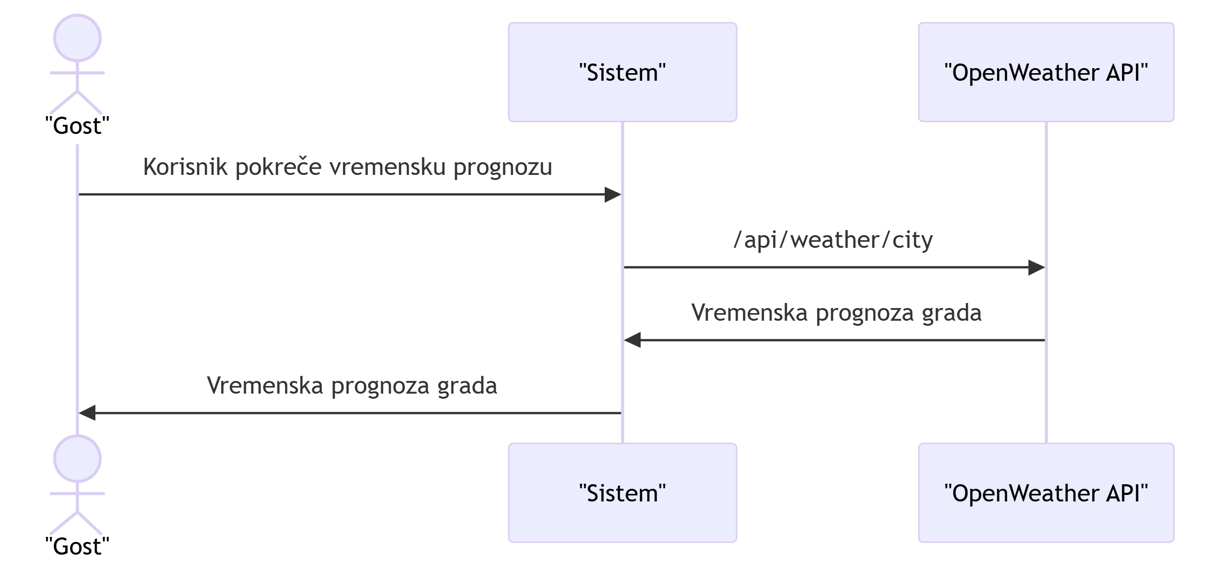 "Gost"
"Sistem"
"OpenWeather API"
Korisnik pokreče vremensku prognozu
/api/weather/city
Vremenska prognoza grada
Vremenska prognoza grada
"Gost"
"Sistem"
"OpenWeather API"